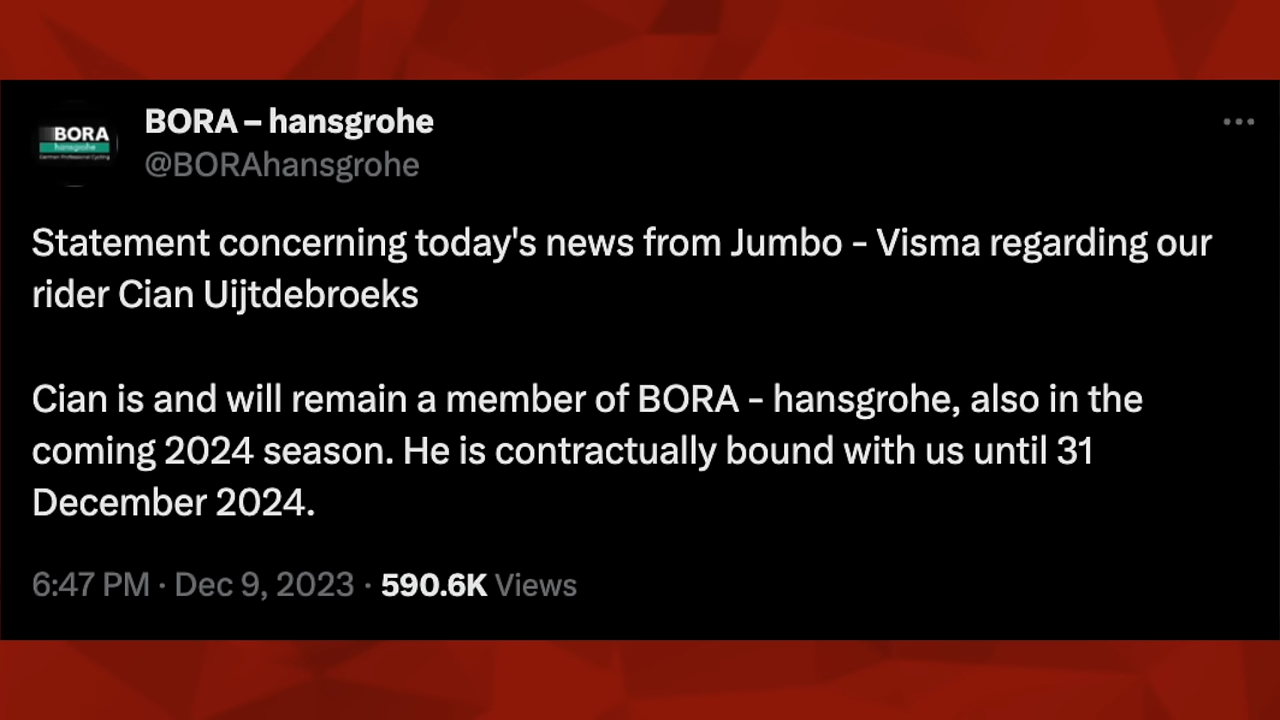 BORA
hansgrohe
BORA – hansgrohe
@BORAhansgrohe
Statement concerning today's news from Jumbo – Visma regarding our
rider Cian Uijtdebroeks
Cian is and will remain a member of BORA – hansgrohe, also in the
coming 2024 season. He is contractually bound with us until 31
December 2024.
6:47 PM · Dec 9, 2023 · 590.6K Views